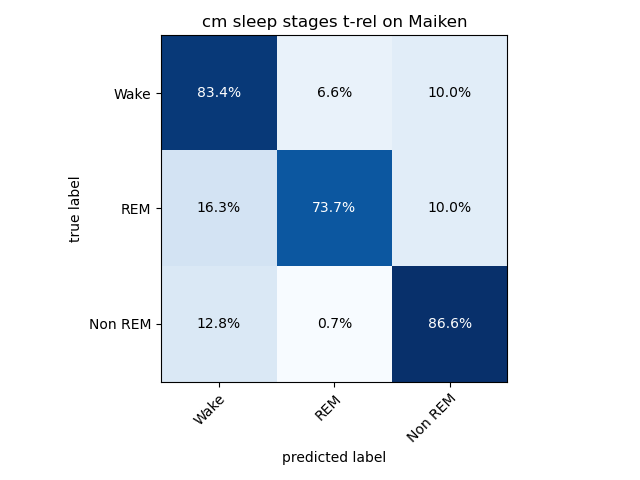 cm sleep stages t-rel on Maiken
true label
Wake 83.4% 6.6% 10.0%
REM 16.3% 73.7% 10.0%
Non REM 12.8% 0.7% 86.6%
Wake REM Non REM
predicted label